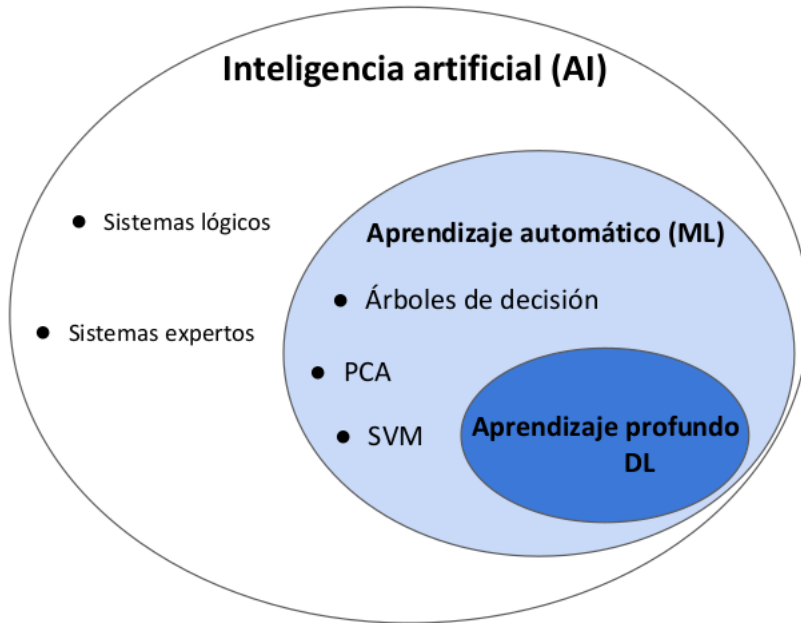 Inteligencia artificial (AI)
● Sistemas lógicos
Aprendizaje automático (ML)
● Árboles de decisión
● Sistemas expertos
● PCA
● SVM
Aprendizaje profundo
DL